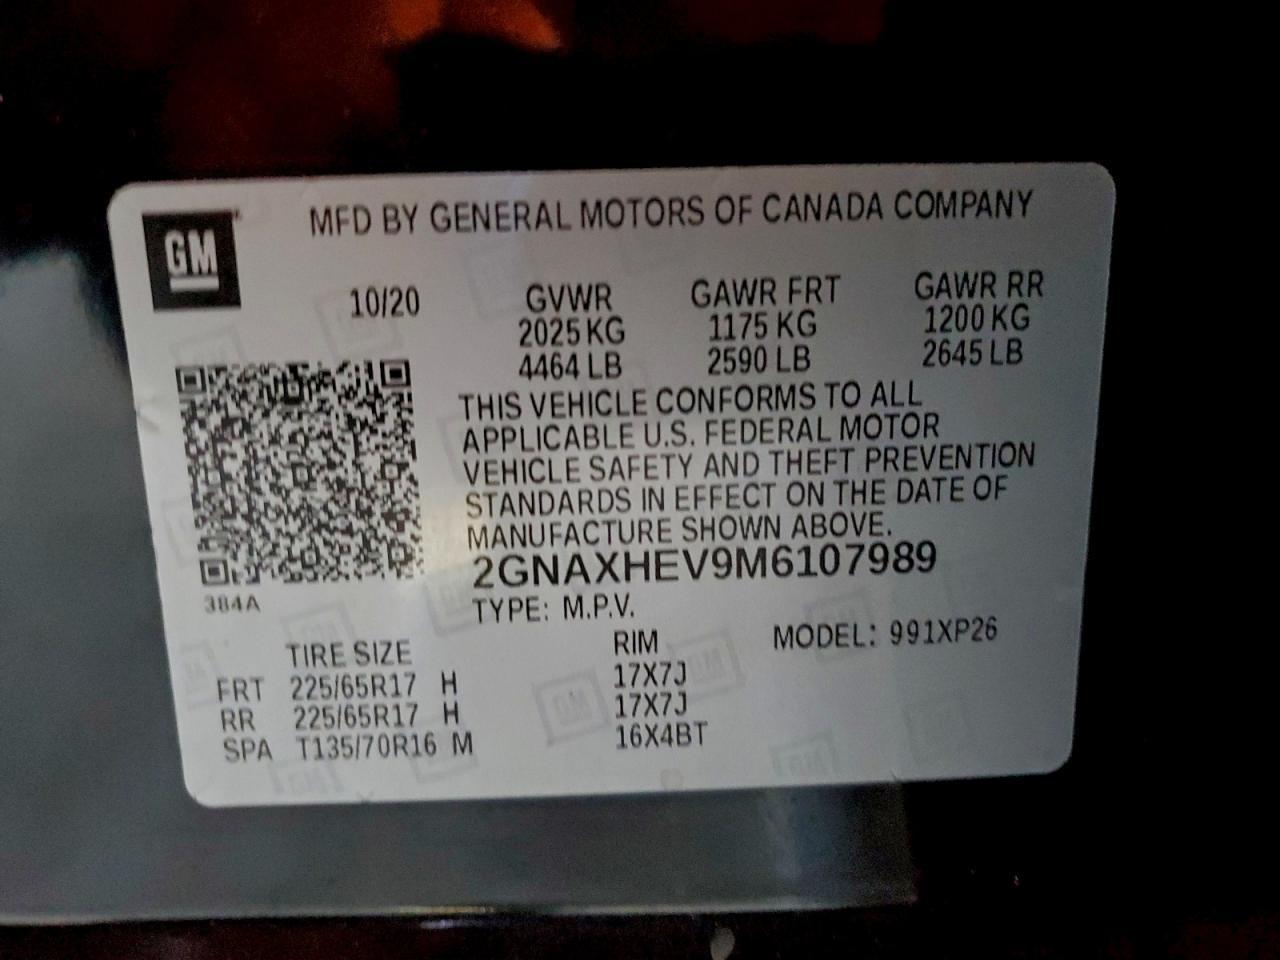 GM
MFD BY GENERAL MOTORS OF CANADA COMPANY
10/20 GVWR GAWR FRT GAWR RR
2025 KG 1175 KG 1200 KG
4464 LB 2590 LB 2645 LB
THIS VEHICLE CONFORMS TO ALL
APPLICABLE U.S. FEDERAL MOTOR
VEHICLE SAFETY AND THEFT PREVENTION
STANDARDS IN EFFECT ON THE DATE OF
MANUFACTURE SHOWN ABOVE.
2GNAXHEV9M6107989
384A
TYPE: M.P.V.
TIRE SIZE RIM MODEL: 991XP26
FRT 225/65R17 H 17X7J
RR 225/65R17 H 17X7J
SPA T135/70R16 M 16X4BT